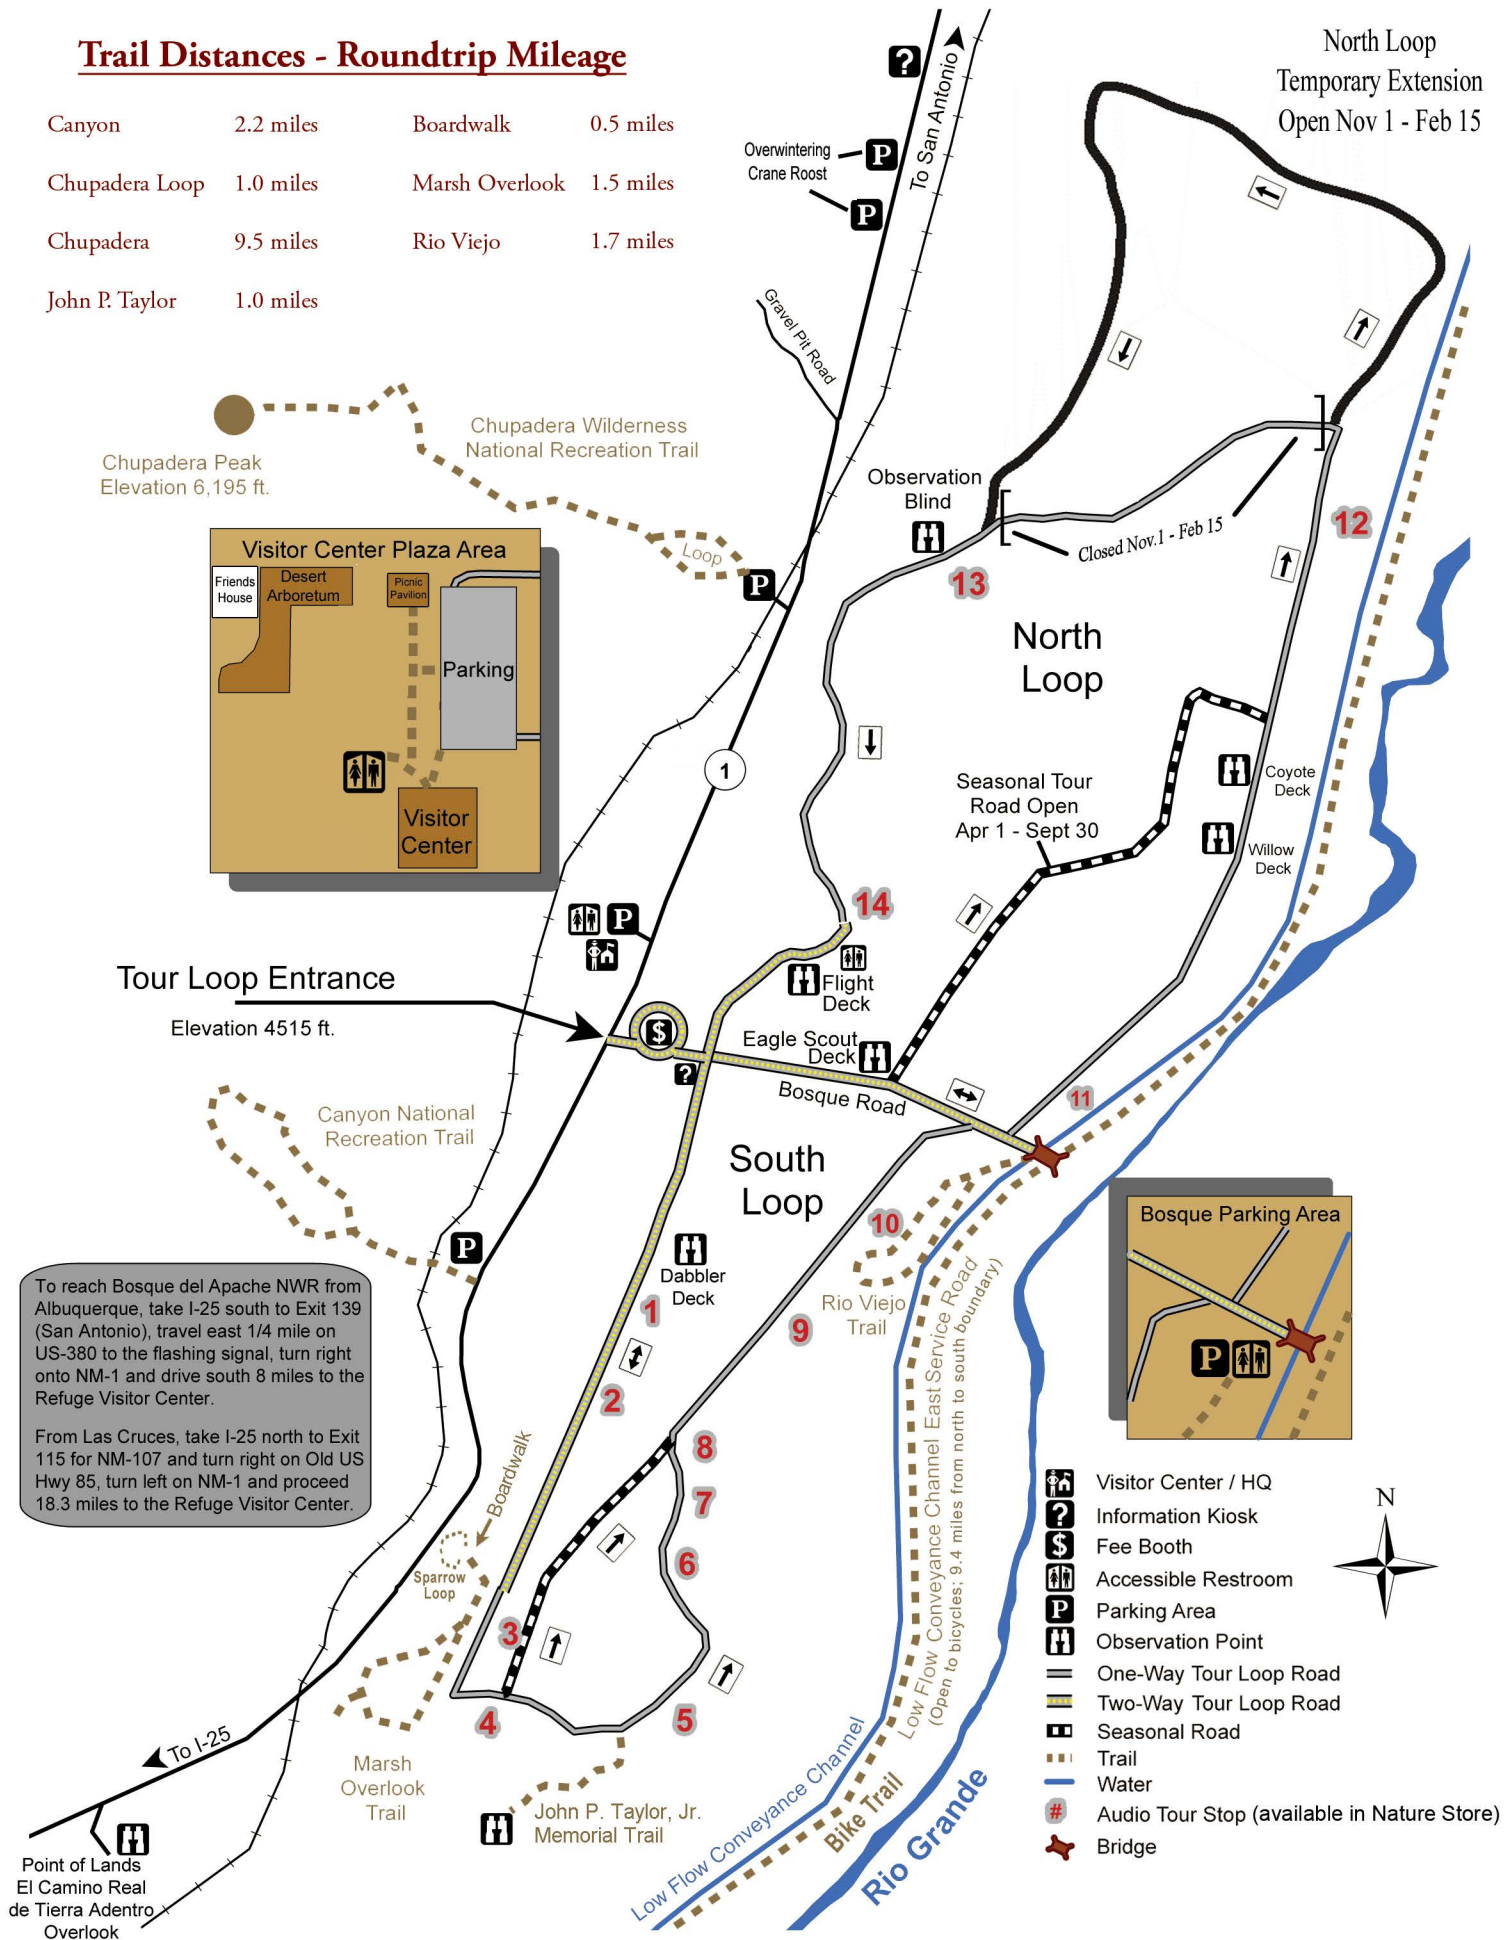 Trail Distances - Roundtrip Mileage
Canyon 2.2 miles
Chupadera Loop 1.0 miles
Chupadera 9.5 miles
John P. Taylor 1.0 miles
Boardwalk 0.5 miles
Marsh Overlook 1.5 miles
Rio Viejo 1.7 miles
North Loop
Temporary Extension
Open Nov 1 - Feb 15
?
To San Antonio
Overwintering
Crane Roost
P
P
Gravel Pit Road
Chupadera Wilderness
National Recreation Trail
Chupadera Peak
Elevation 6,195 ft.
Loop
P
Observation
Blind
Closed Nov.1 - Feb 15
12
13
North
Loop
Visitor Center Plaza Area
Friends
House
Desert
Arboretum
Picnic
Pavilion
Parking
Visitor
Center
1
Seasonal Tour
Road Open
Apr 1 - Sept 30
Coyote
Deck
Willow
Deck
14
P
Flight
Deck
Tour Loop Entrance
Elevation 4515 ft.
$
?
Eagle Scout
Deck
Bosque Road
11
Canyon National
Recreation Trail
P
South
Loop
10
Dabbler
Deck
1
2
9
Rio Viejo
Trail
Bosque Parking Area
P
To reach Bosque del Apache NWR from
Albuquerque, take I-25 south to Exit 139
(San Antonio), travel east 1/4 mile on
US-380 to the flashing signal, turn right
onto NM-1 and drive south 8 miles to the
Refuge Visitor Center.
From Las Cruces, take I-25 north to Exit
115 for NM-107 and turn right on Old US
Hwy 85, turn left on NM-1 and proceed
18.3 miles to the Refuge Visitor Center.
Boardwalk
Sparrow
Loop
8
7
6
3
4
5
Low Flow Conveyance Channel East Service Road
(Open to bicycles; 9.4 miles from north to south boundary)
Marsh
Overlook
Trail
John P. Taylor, Jr.
Memorial Trail
To I-25
Point of Lands
El Camino Real
de Tierra Adentro
Overlook
Low Flow Conveyance Channel
Bike Trail
Rio Grande
N
Visitor Center / HQ
? Information Kiosk
$ Fee Booth
Accessible Restroom
P Parking Area
Observation Point
One-Way Tour Loop Road
Two-Way Tour Loop Road
Seasonal Road
Trail
Water
# Audio Tour Stop (available in Nature Store)
Bridge